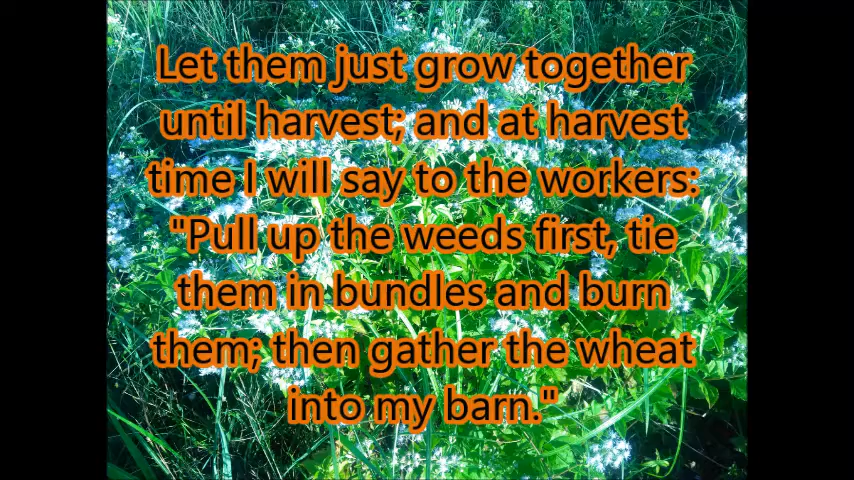 Let them just grow together
until harvest; and at harvest
time I will say to the workers:
"Pull up the weeds first, tie
them in bundles and burn
them; then gather the wheat
into my barn."